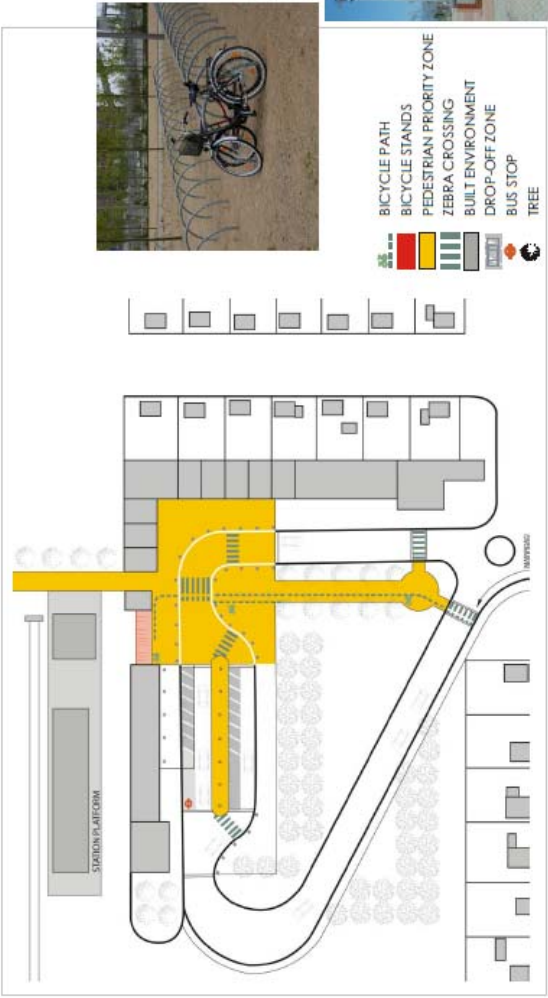 BICYCLE PATH
BICYCLE STANDS
PEDESTRIAN PRIORITY ZONE
ZEBRA CROSSING
BUILT ENVIRONMENT
DROP-OFF ZONE
BUS STOP
TREE
STATION PLATFORM